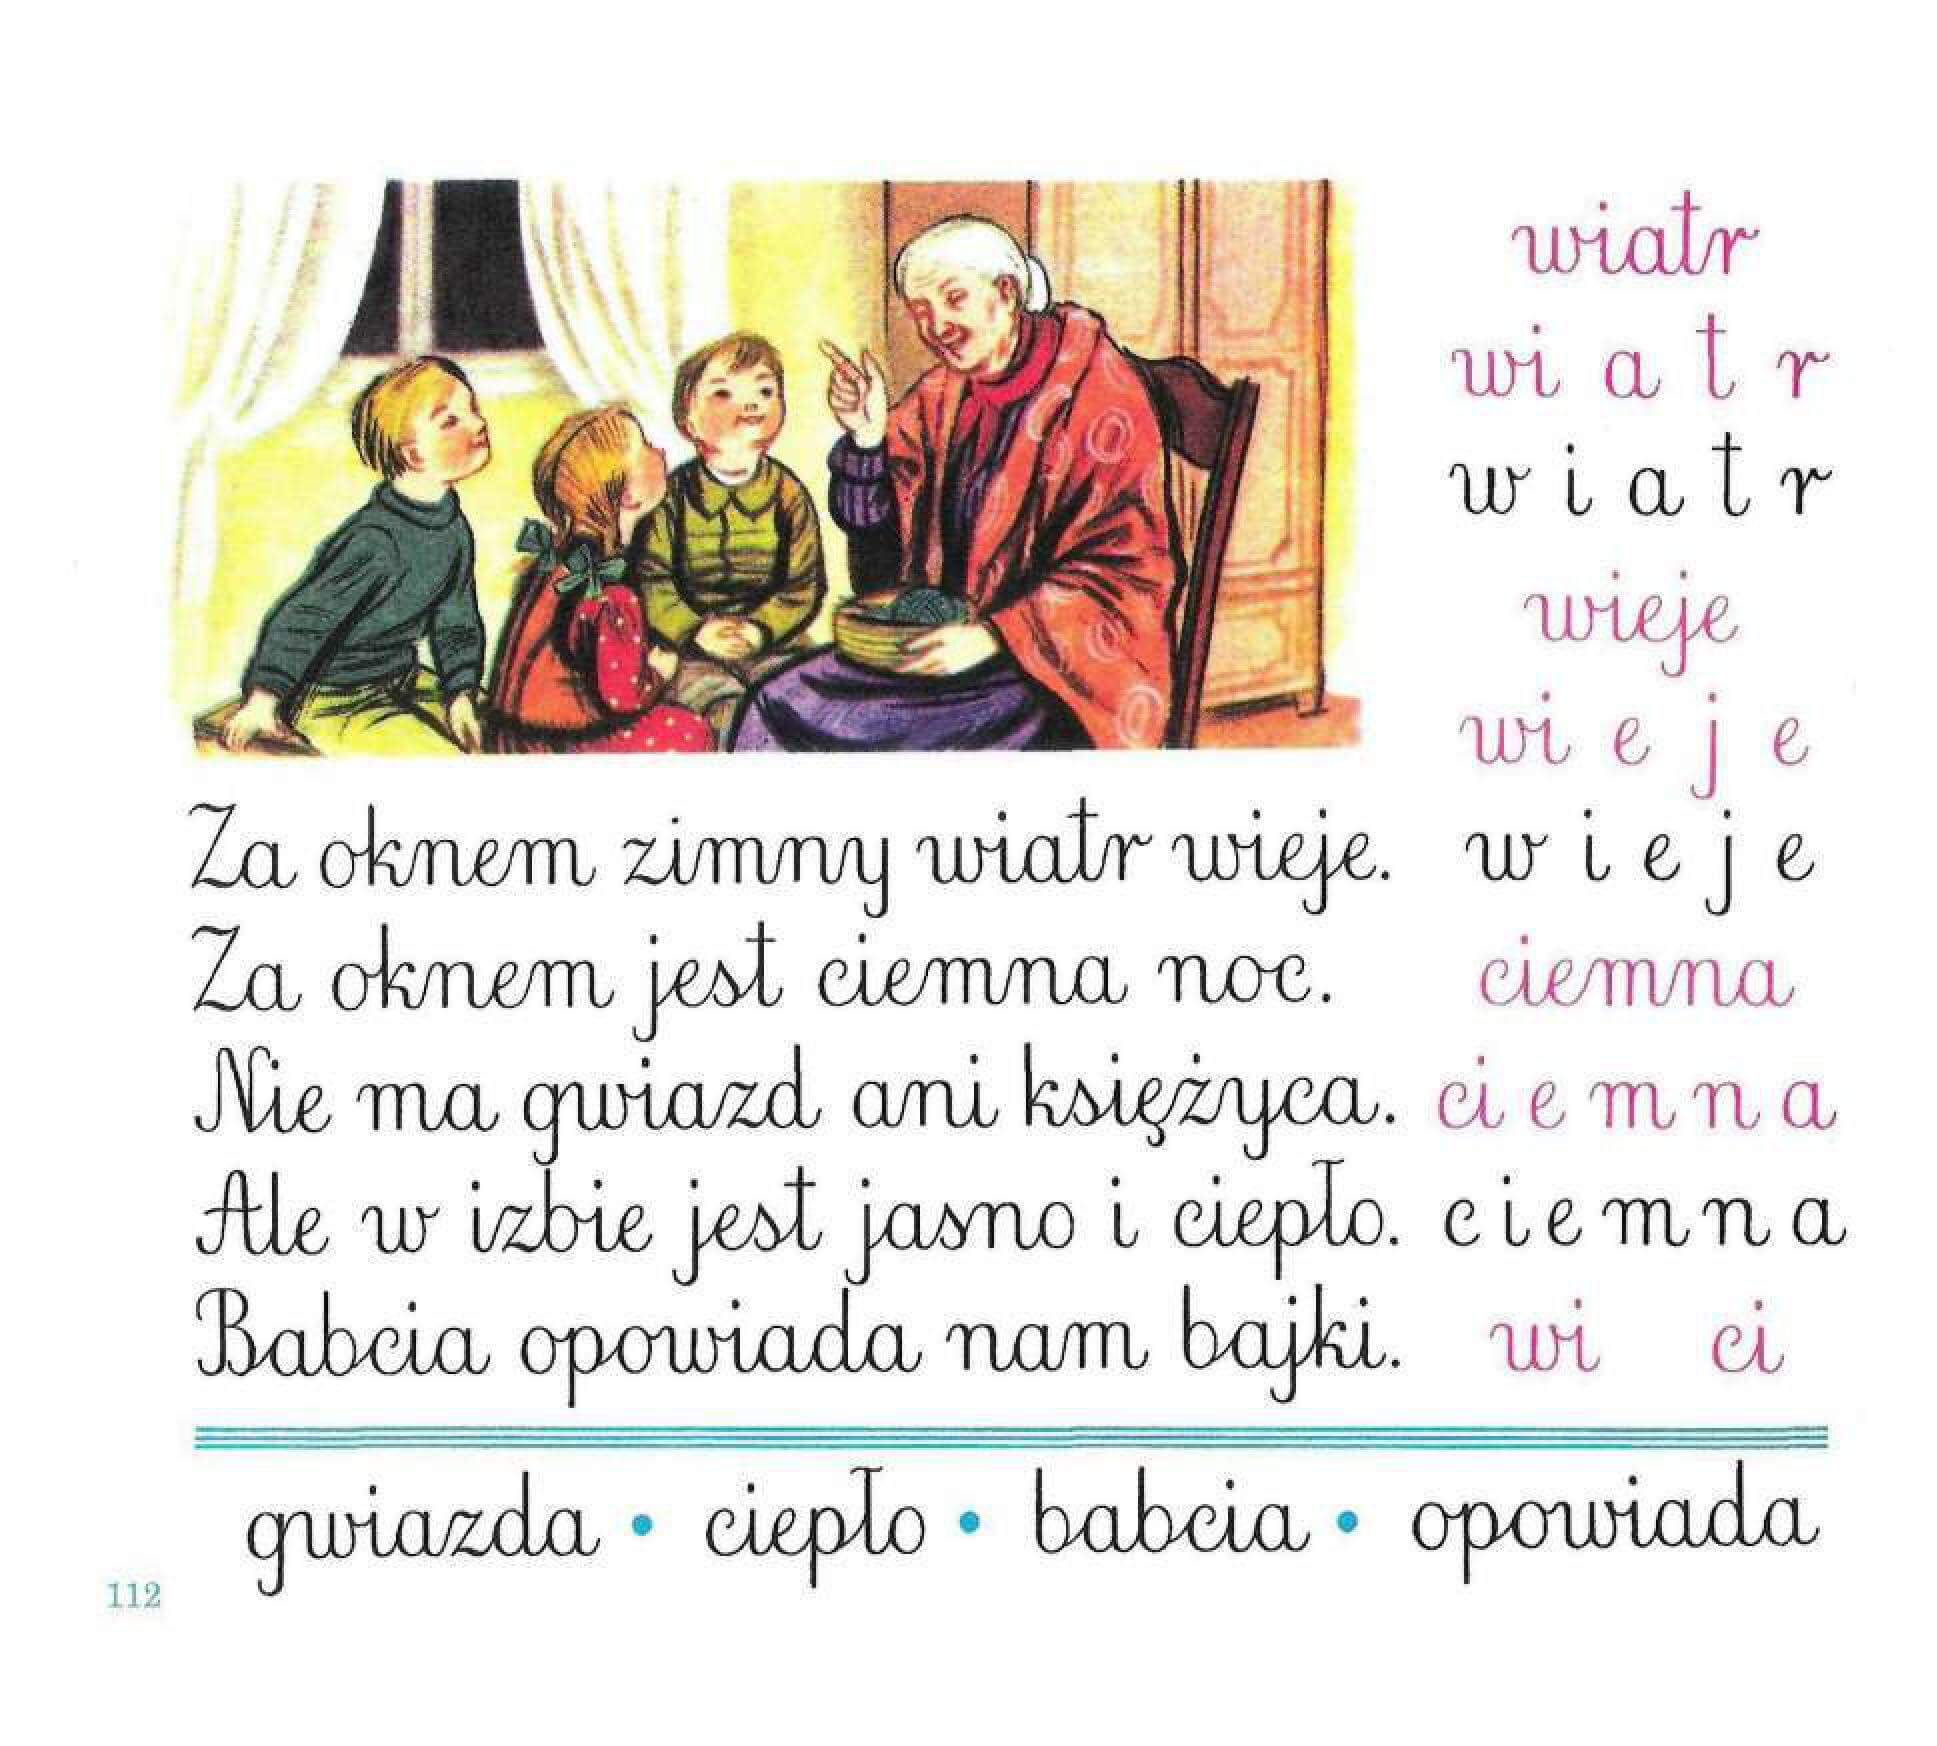 wiatr
wi a t r
w i a t r
wieje
wi e j e
Za oknem zimny wiatr wieje.
w i e j e
Za oknem jest ciemna noc.
ciemna
Nie ma gwiazd ani księżyca.
ci e m n a
Ale w izbie jest jasno i ciepło.
c i e m n a
Babcia opowiada nam bajki.
wi ci
gwiazda • ciepło • babcia • opowiada
112